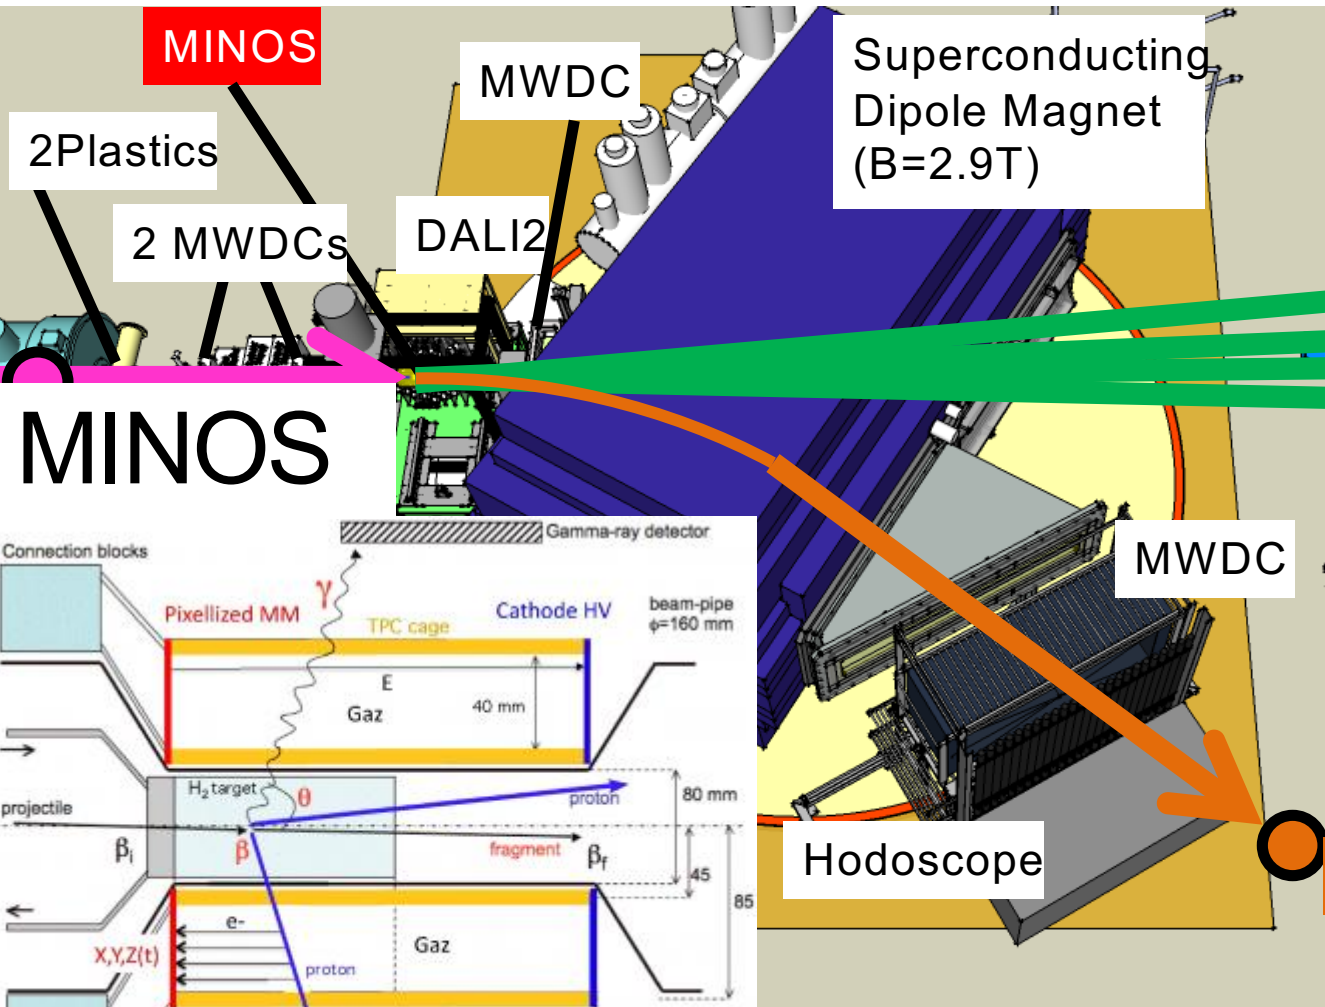 MINOS
MWDC
Superconducting
Dipole Magnet
(B=2.9T)
2Plastics
2 MWDCs
DALI2
MINOS
MWDC
Hodoscope
Gamma-ray detector
Connection blocks
γ
Pixellized MM
Cathode HV
beam-pipe
φ=160 mm
TPC cage
E
Gaz
40 mm
H₂ target
θ
proton
80 mm
projectile
βi
β
fragment
βf
45
85
e-
Gaz
X,Y,Z(t)
proton